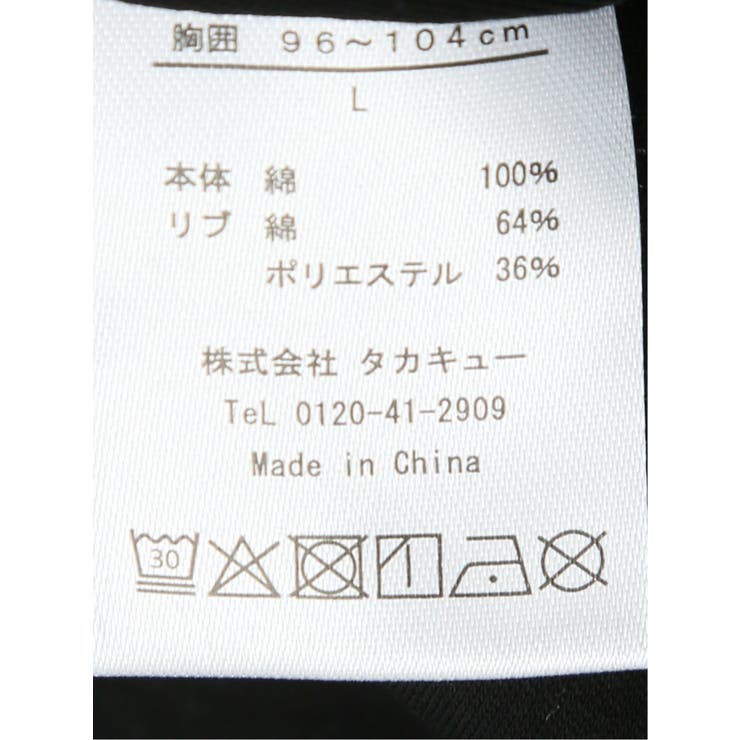 胸囲 96～104cm
L
本体 綿 100%
リブ 綿 64%
ポリエステル 36%
株式会社 タカキュー
TeL 0120-41-2909
Made in China
30